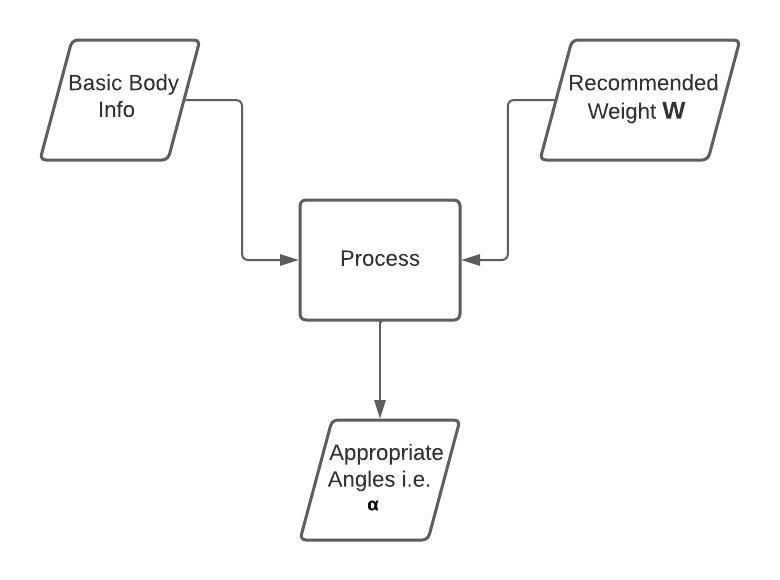 Basic Body
Info
Recommended
Weight W
Process
Appropriate
Angles i.e.
α